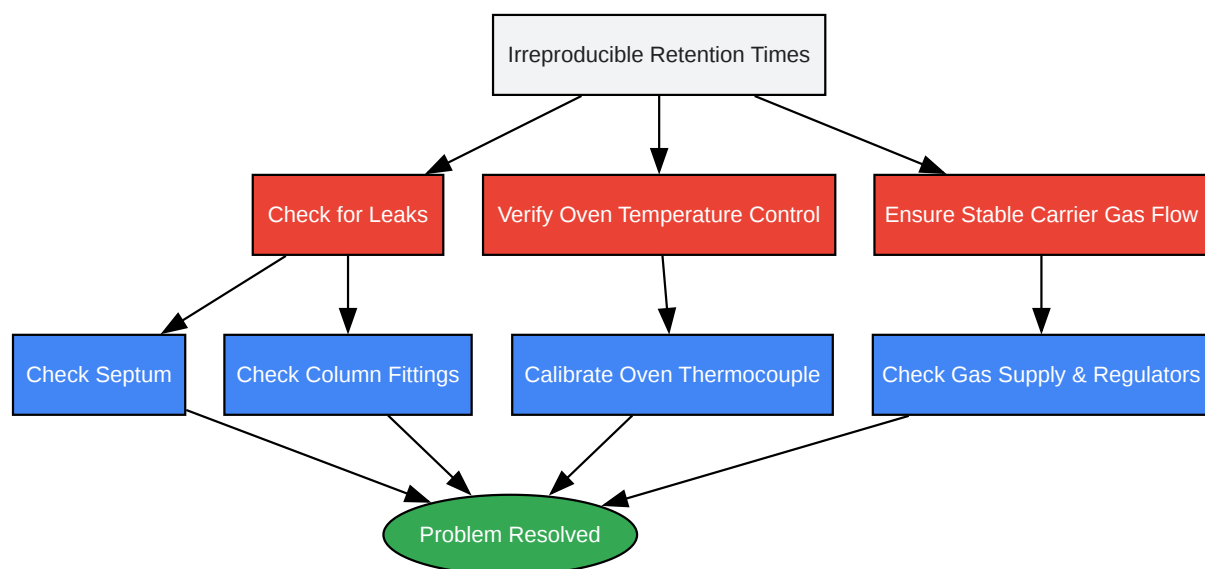 Irreproducible Retention Times
Check for Leaks
Verify Oven Temperature Control
Ensure Stable Carrier Gas Flow
Check Septum
Check Column Fittings
Calibrate Oven Thermocouple
Check Gas Supply & Regulators
Problem Resolved